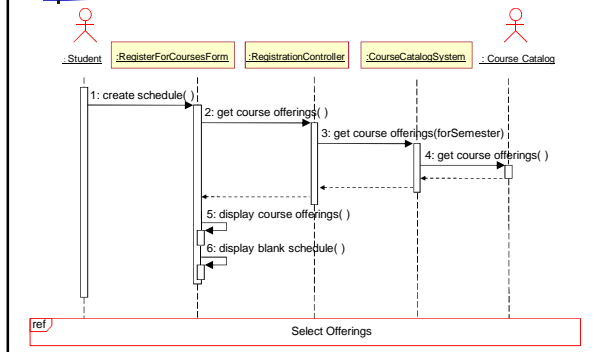 : Student
:RegisterForCoursesForm
:RegistrationController
:CourseCatalogSystem
: Course Catalog
1: create schedule( )
2: get course offerings( )
3: get course offerings(forSemester)
4: get course offerings( )
5: display course offerings( )
6: display blank schedule( )
ref
Select Offerings